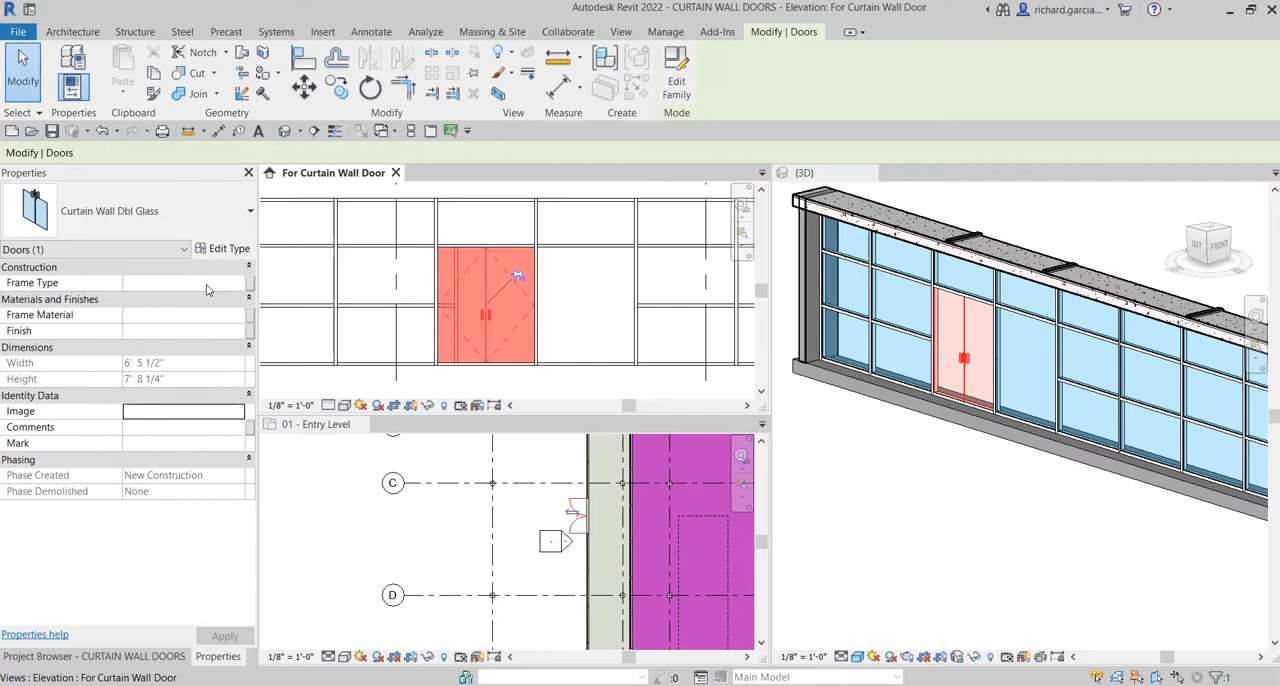 Autodesk Revit 2022 - CURTAIN WALL DOORS - Elevation: For Curtain Wall Door
richard.garcia...
File Architecture Structure Steel Precast Systems Insert Annotate Analyze Massing & Site Collaborate View Manage Add-Ins Modify | Doors
Modify
Paste
Notch
Cut
Join
Edit
Family
Select Properties Clipboard Geometry Modify View Measure Create Mode
Modify | Doors
Properties
For Curtain Wall Door
{3D}
Curtain Wall Dbl Glass
Doors (1)
Edit Type
Construction
Frame Type
Materials and Finishes
Frame Material
Finish
Dimensions
Width 6' 5 1/2"
Height 7' 8 1/4"
Identity Data
Image
Comments
Mark
Phasing
Phase Created New Construction
Phase Demolished None
LEFT FRONT
1/8" = 1'-0"
01 - Entry Level
C
D
Properties help
Apply
1/8" = 1'-0"
1/8" = 1'-0"
Project Browser - CURTAIN WALL DOORS Properties
Views : Elevation : For Curtain Wall Door
:0
Main Model
:1